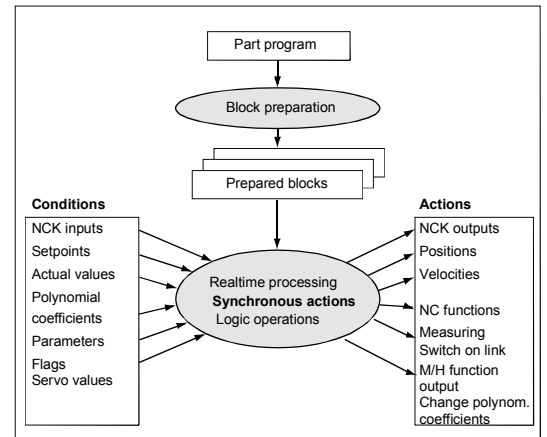 Part program
Block preparation
Prepared blocks
Conditions
NCK inputs
Setpoints
Actual values
Polynomial
coefficients
Parameters
Flags
Servo values
Realtime processing
Synchronous actions
Logic operations
Actions
NCK outputs
Positions
Velocities
NC functions
Measuring
Switch on link
M/H function
output
Change polynom.
coefficients